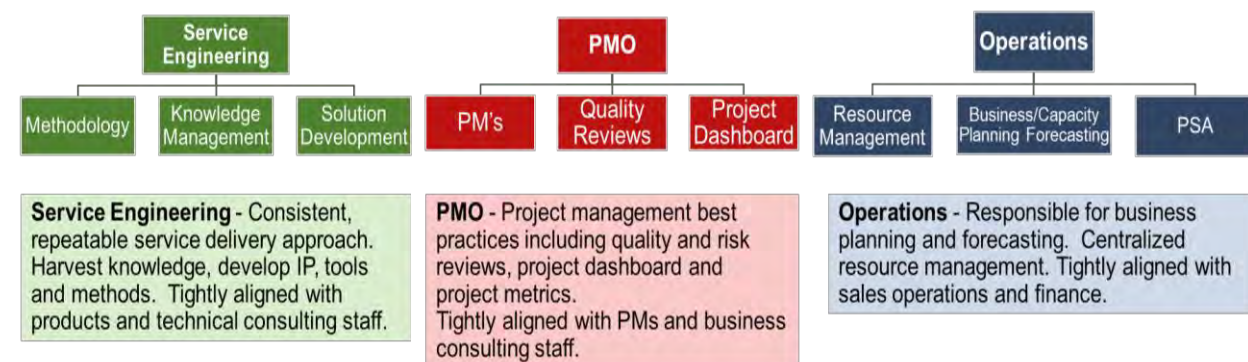 Service
Engineering
Methodology
Knowledge
Management
Solution
Development
PMO
PM's
Quality
Reviews
Project
Dashboard
Operations
Resource
Management
Business/Capacity
Planning Forecasting
PSA
Service Engineering - Consistent,
repeatable service delivery approach.
Harvest knowledge, develop IP, tools
and methods.  Tightly aligned with
products and technical consulting staff.
PMO - Project management best
practices including quality and risk
reviews, project dashboard and
project metrics.
Tightly aligned with PMs and business
consulting staff.
Operations - Responsible for business
planning and forecasting.  Centralized
resource management. Tightly aligned with
sales operations and finance.